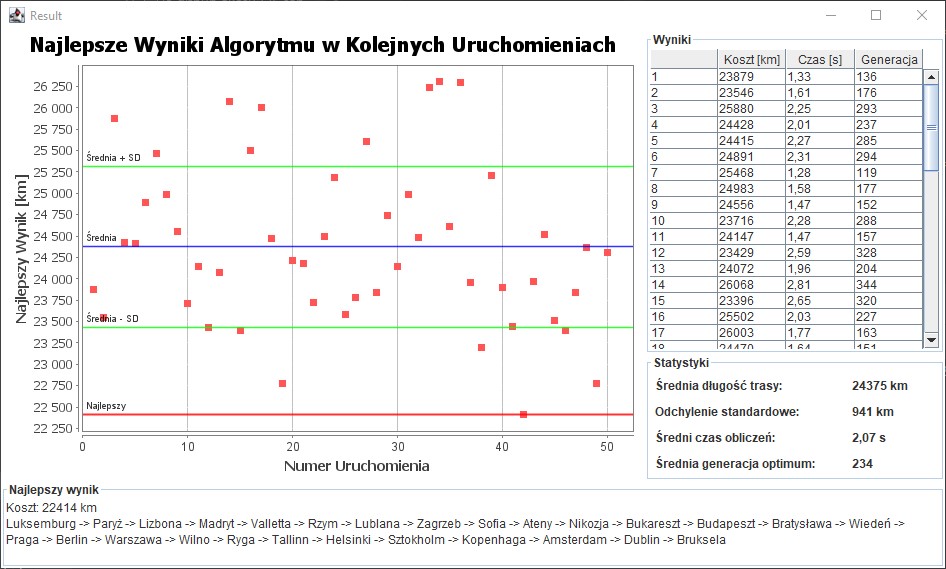 Result
Najlepsze Wyniki Algorytmu w Kolejnych Uruchomieniach
Najlepszy Wynik [km]
26 250
26 000
25 750
25 500
25 250
25 000
24 750
24 500
24 250
24 000
23 750
23 500
23 250
23 000
22 750
22 500
22 250
Średnia + SD
Średnia
Średnia - SD
Najlepszy
0 10 20 30 40 50
Numer Uruchomienia
Wyniki
Koszt [km] Czas [s] Generacja
1 23879 1,33 136
2 23546 1,61 176
3 25880 2,25 293
4 24428 2,01 237
5 24415 2,27 285
6 24891 2,31 294
7 25468 1,28 119
8 24983 1,58 177
9 24556 1,47 152
10 23716 2,28 288
11 24147 1,47 157
12 23429 2,59 328
13 24072 1,96 204
14 26068 2,81 344
15 23396 2,65 320
16 25502 2,03 227
17 26003 1,77 163
18 24470 1,64 151
Statystyki
Średnia długość trasy: 24375 km
Odchylenie standardowe: 941 km
Średni czas obliczeń: 2,07 s
Średnia generacja optimum: 234
Najlepszy wynik
Koszt: 22414 km
Luksemburg -> Paryż -> Lizbona -> Madryt -> Valletta -> Rzym -> Lublana -> Zagrzeb -> Sofia -> Ateny -> Nikozja -> Bukareszt -> Budapeszt -> Bratysława -> Wiedeń ->
Praga -> Berlin -> Warszawa -> Wilno -> Ryga -> Tallinn -> Helsinki -> Sztokholm -> Kopenhaga -> Amsterdam -> Dublin -> Bruksela